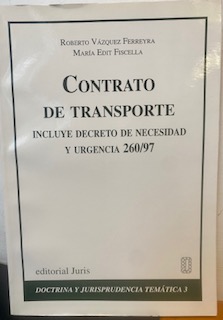 ROBERTO VÁZQUEZ FERREYRA
MARÍA EDIT FISCELLA
CONTRATO
DE TRANSPORTE
INCLUYE DECRETO DE NECESIDAD
Y URGENCIA 260/97
editorial Juris
DOCTRINA Y JURISPRUDENCIA TEMÁTICA 3